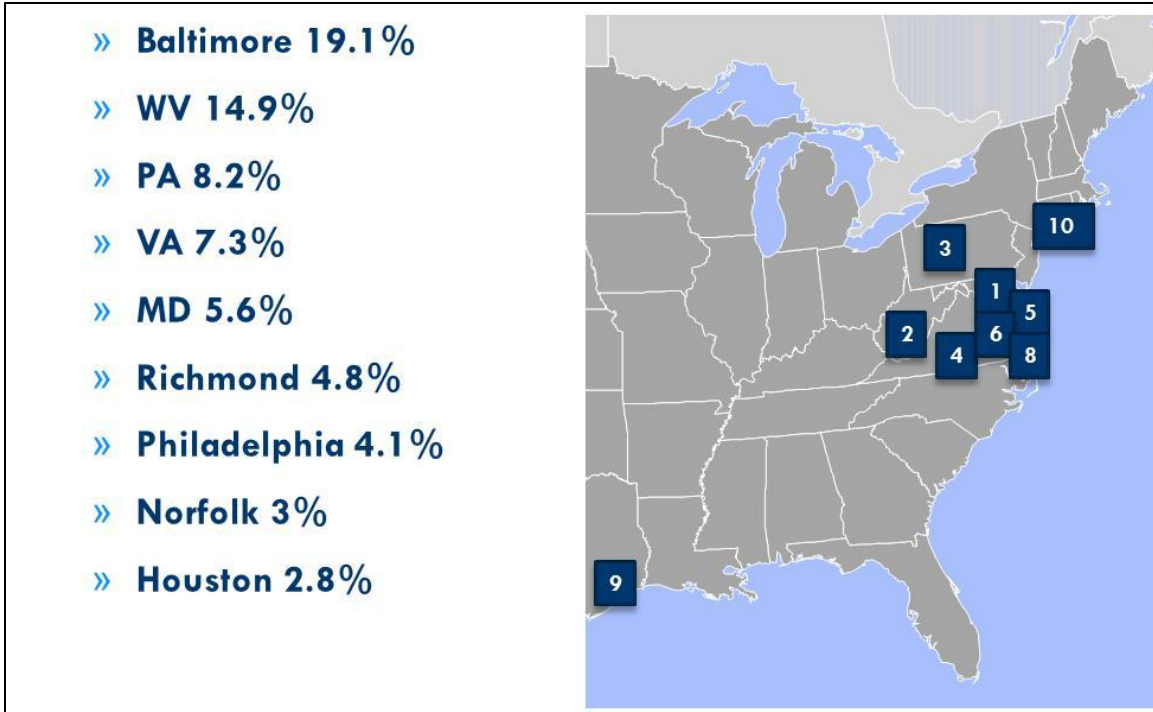 » Baltimore 19.1%
» WV 14.9%
» PA 8.2%
» VA 7.3%
» MD 5.6%
» Richmond 4.8%
» Philadelphia 4.1%
» Norfolk 3%
» Houston 2.8%
10
3
1
5
2
6
4
8
9